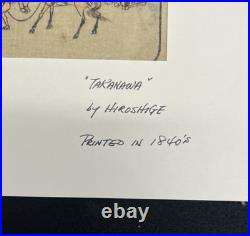 "TAKANAWA"
by HIROSHIGE
PRINTED IN 1840'S